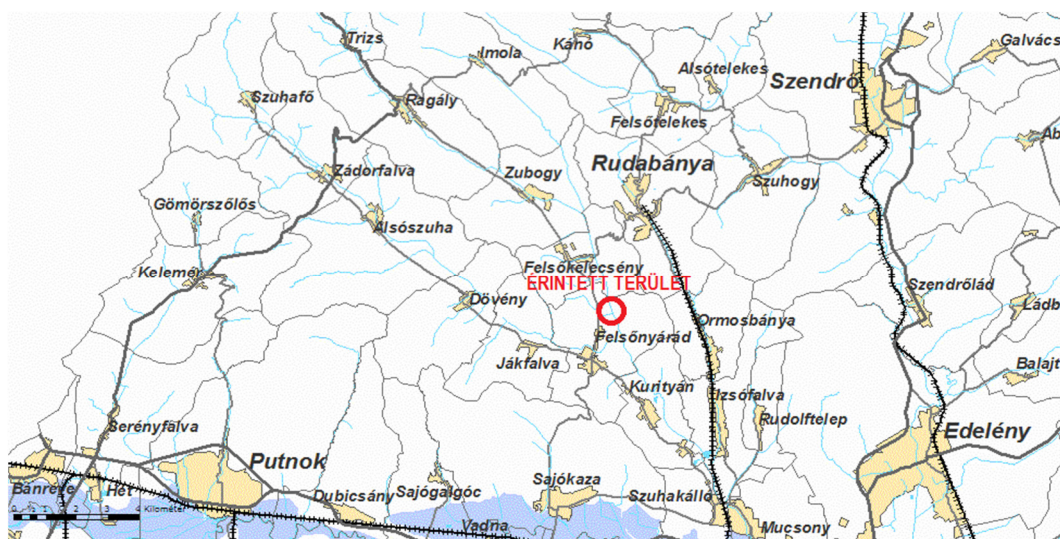 Trizs
Imola
Kánó
Galvács
Alsótelekes
Szendrő
Szuhafő
Ragály
Felsőtelekes
Rudabánya
Zádorfalva
Zubogy
Szuhogy
Gömörszőlős
Alsószuha
Kelemér
Felsőkelecsény
ÉRINTETT TERÜLET
Szendrőlád
Dövény
Ládb
Ormosbánya
Felsőnyárád
Jákfalva
Balajt
Kurityán
Izsófalva
Rudolftelep
Serényfalva
Edelény
Putnok
Bánréve
Hét
Dubicsány
Sajógalgóc
Sajókaza
Szuhakálló
Vadna
Mucsony
Kilométer